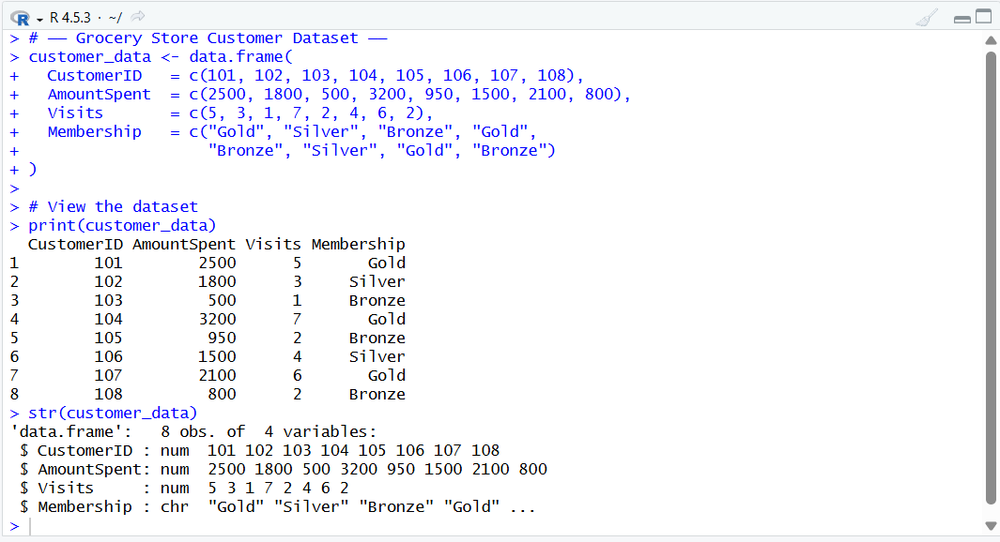 R 4.5.3 · ~/
> # —— Grocery Store Customer Dataset ——
> customer_data <- data.frame(
+   CustomerID   = c(101, 102, 103, 104, 105, 106, 107, 108),
+   AmountSpent  = c(2500, 1800, 500, 3200, 950, 1500, 2100, 800),
+   Visits       = c(5, 3, 1, 7, 2, 4, 6, 2),
+   Membership   = c("Gold", "Silver", "Bronze", "Gold",
+                    "Bronze", "Silver", "Gold", "Bronze")
+ )
>
> # View the dataset
> print(customer_data)
  CustomerID AmountSpent Visits Membership
1        101        2500      5       Gold
2        102        1800      3     Silver
3        103         500      1     Bronze
4        104        3200      7       Gold
5        105         950      2     Bronze
6        106        1500      4     Silver
7        107        2100      6       Gold
8        108         800      2     Bronze
> str(customer_data)
'data.frame':   8 obs. of  4 variables:
 $ CustomerID : num  101 102 103 104 105 106 107 108
 $ AmountSpent: num  2500 1800 500 3200 950 1500 2100 800
 $ Visits     : num  5 3 1 7 2 4 6 2
 $ Membership : chr  "Gold" "Silver" "Bronze" "Gold" ...
>